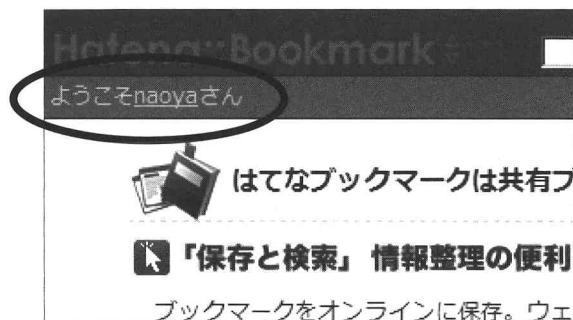 Hatena::Bookmark
ようこそnaoyaさん
はてなブックマークは共有ブ
「保存と検索」 情報整理の便利
ブックマークをオンラインに保存。ウェ